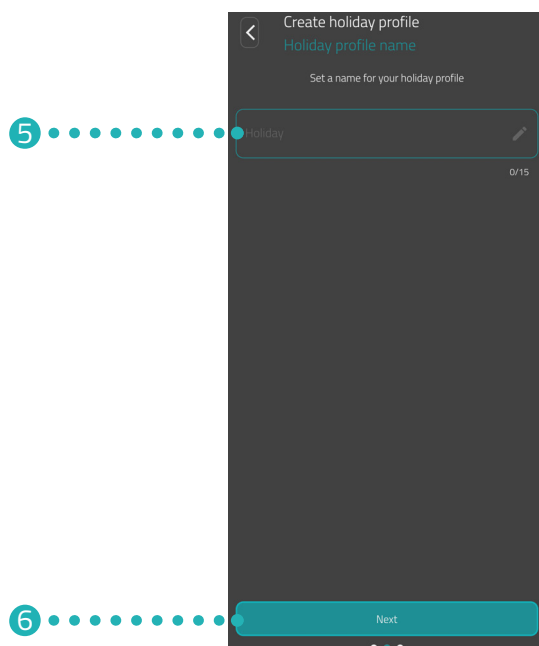 Create holiday profile
Holiday profile name
Set a name for your holiday profile
5
Holiday
0/15
6
Next